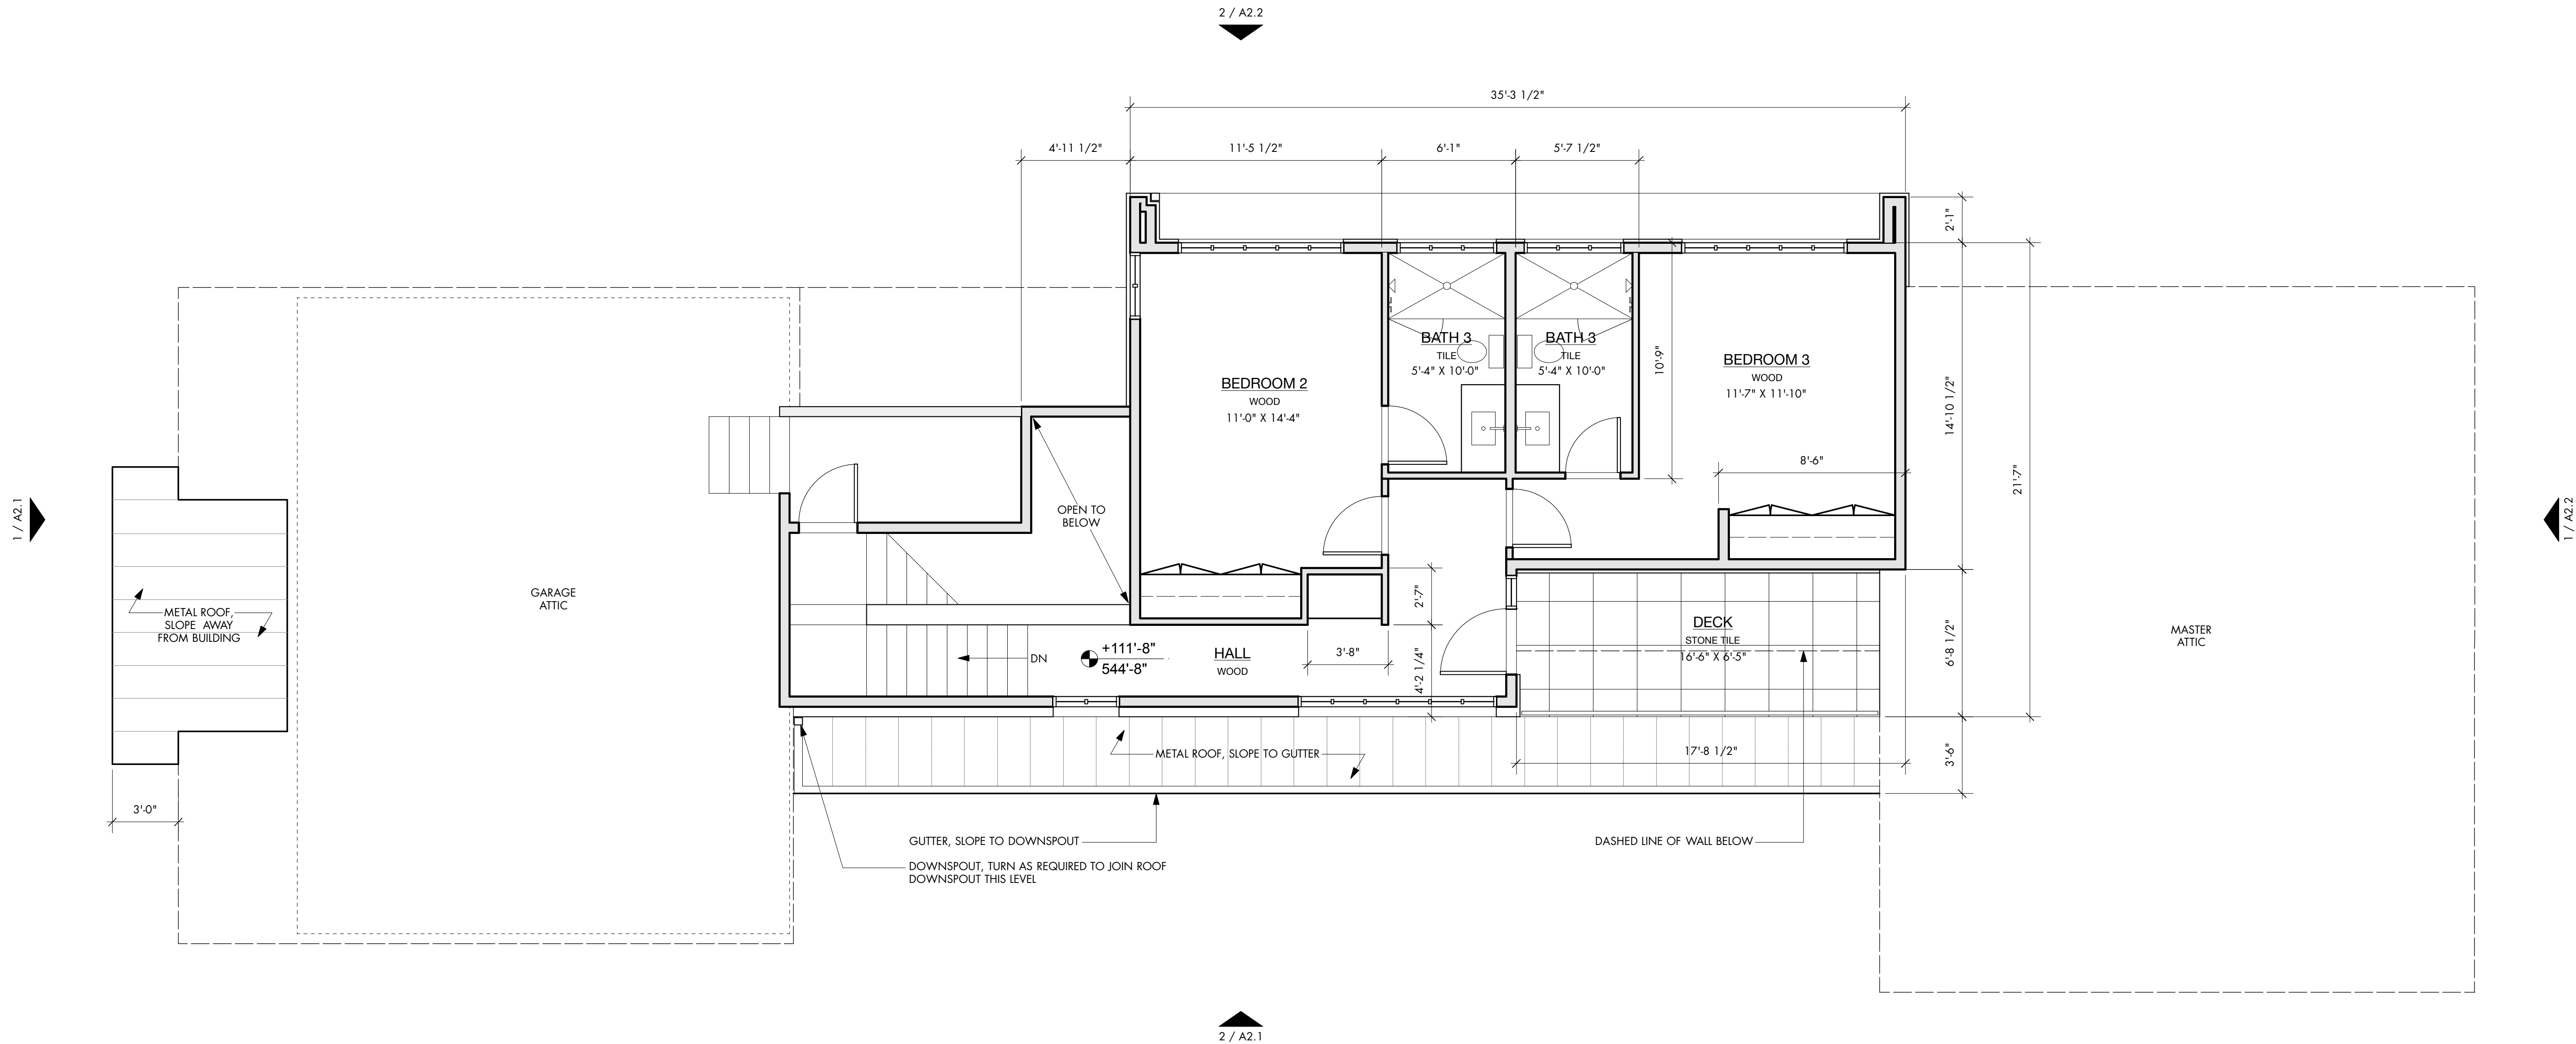 2 / A2.2
35'-3 1/2"
4'-11 1/2"
11'-5 1/2"
6'-1"
5'-7 1/2"
2'-1"
BATH 3
TILE
5'-4" X 10'-0"
BATH 3
TILE
5'-4" X 10'-0"
10'-9"
BEDROOM 3
WOOD
11'-7" X 11'-10"
BEDROOM 2
WOOD
11'-0" X 14'-4"
14'-10 1/2"
8'-6"
21'-7"
1 / A2.1
1 / A2.2
OPEN TO
BELOW
GARAGE
ATTIC
METAL ROOF,
SLOPE AWAY
FROM BUILDING
2'-7"
DECK
STONE TILE
16'-6" X 6'-5"
MASTER
ATTIC
DN
+111'-8"
544'-8"
HALL
WOOD
3'-8"
4'-2 1/4"
6'-8 1/2"
METAL ROOF, SLOPE TO GUTTER
17'-8 1/2"
3'-6"
3'-0"
GUTTER, SLOPE TO DOWNSPOUT
DASHED LINE OF WALL BELOW
DOWNSPOUT, TURN AS REQUIRED TO JOIN ROOF
DOWNSPOUT THIS LEVEL
2 / A2.1